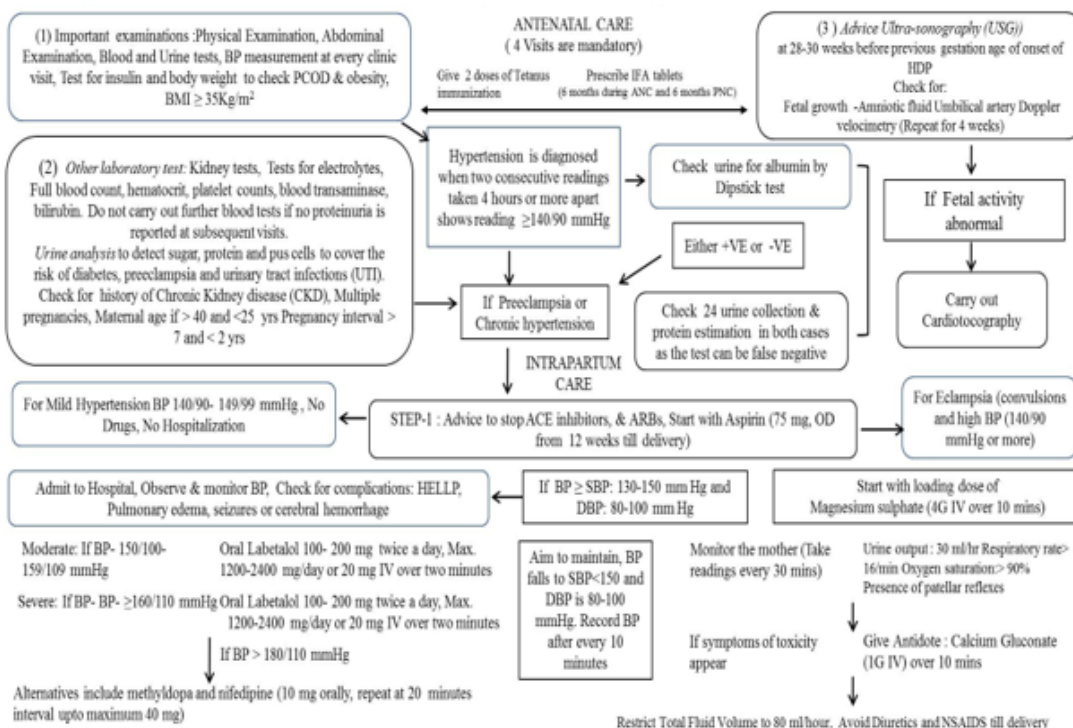 (1) Important examinations :Physical Examination, Abdominal
Examination, Blood and Urine tests, BP measurement at every clinic
visit, Test for insulin and body weight to check PCOD & obesity,
BMI ≥ 35Kg/m²
ANTENATAL CARE
( 4 Visits are mandatory)
Give 2 doses of Tetanus
immunization
Prescribe IFA tablets
(6 months during ANC and 6 months PNC)
(3 ) Advice Ultra-sonography (USG))
at 28-30 weeks before previous gestation age of onset of
HDP
Check for:
Fetal growth -Amniotic fluid Umbilical artery Doppler
velocimetry (Repeat for 4 weeks)
(2) Other laboratory test: Kidney tests, Tests for electrolytes,
Full blood count, hematocrit, platelet counts, blood transaminase,
bilirubin. Do not carry out further blood tests if no proteinuria is
reported at subsequent visits.
Urine analysis to detect sugar, protein and pus cells to cover the
risk of diabetes, preeclampsia and urinary tract infections (UTI).
Check for history of Chronic Kidney disease (CKD), Multiple
pregnancies, Maternal age if > 40 and <25 yrs Pregnancy interval >
7 and < 2 yrs
Hypertension is diagnosed
when two consecutive readings
taken 4 hours or more apart
shows reading ≥140/90 mmHg
Check urine for albumin by
Dipstick test
Either +VE or -VE
If Fetal activity
abnormal
If Preeclampsia or
Chronic hypertension
Check 24 urine collection &
protein estimation in both cases
as the test can be false negative
Carry out
Cardiotocography
INTRAPARTUM
CARE
For Mild Hypertension BP 140/90- 149/99 mmHg , No
Drugs, No Hospitalization
STEP-1 : Advice to stop ACE inhibitors, & ARBs, Start with Aspirin (75 mg, OD
from 12 weeks till delivery)
For Eclampsia (convulsions
and high BP (140/90
mmHg or more)
Admit to Hospital, Observe & monitor BP, Check for complications: HELLP,
Pulmonary edema, seizures or cerebral hemorrhage
If BP ≥ SBP: 130-150 mm Hg and
DBP: 80-100 mm Hg
Start with loading dose of
Magnesium sulphate (4G IV over 10 mins)
Moderate: If BP- 150/100-
159/109 mmHg
Oral Labetalol 100- 200 mg twice a day, Max.
1200-2400 mg/day or 20 mg IV over two minutes
Severe: If BP- BP- ≥160/110 mmHg
Oral Labetalol 100- 200 mg twice a day, Max.
1200-2400 mg/day or 20 mg IV over two minutes
If BP > 180/110 mmHg
Alternatives include methyldopa and nifedipine (10 mg orally, repeat at 20 minutes
interval upto maximum 40 mg)
Aim to maintain, BP
falls to SBP<150 and
DBP is 80-100
mmHg. Record BP
after every 10
minutes
Monitor the mother (Take
readings every 30 mins)
Urine output : 30 ml/hr Respiratory rate>
16/min Oxygen saturation:> 90%
Presence of patellar reflexes
If symptoms of toxicity
appear
Give Antidote : Calcium Gluconate
(1G IV) over 10 mins
Restrict Total Fluid Volume to 80 ml/hour, Avoid Diuretics and NSAIDS till delivery